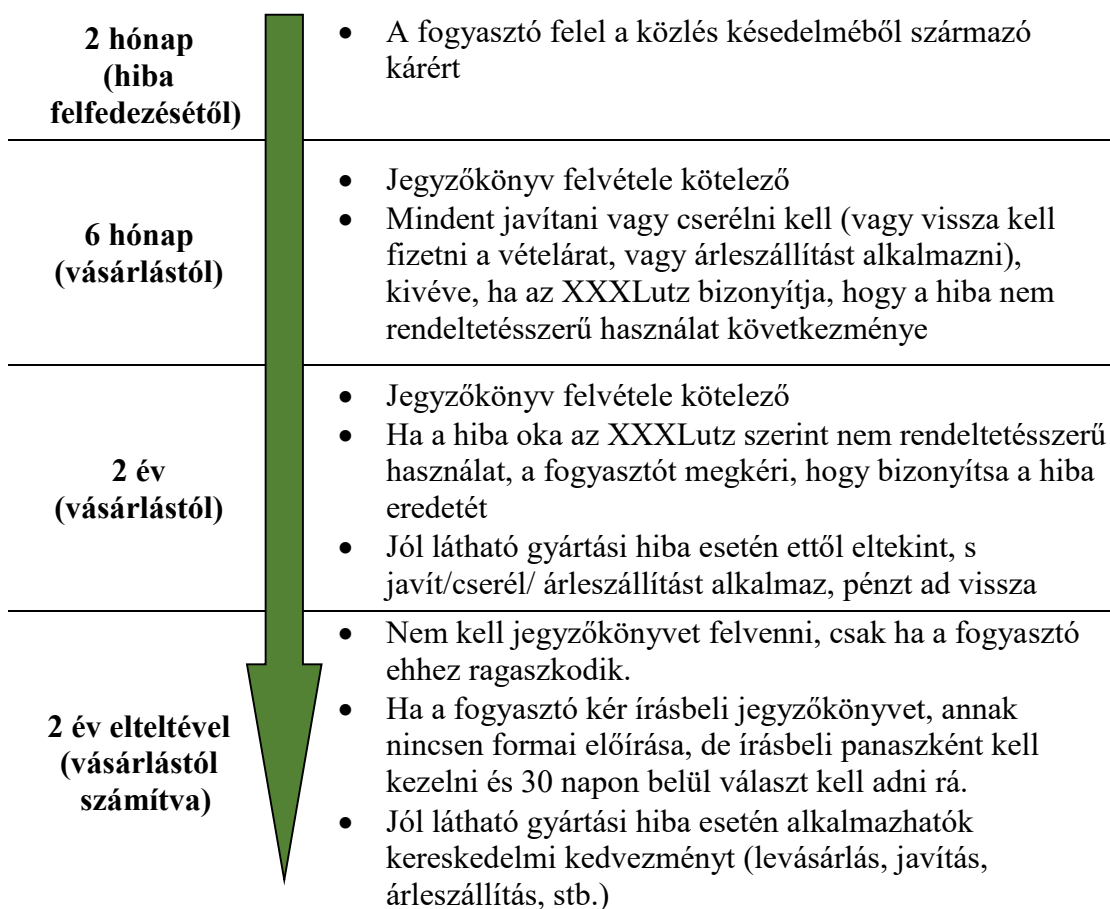 2 hónap
(hiba
felfedezésétől)
• A fogyasztó felel a közlés késedelméből származó
kárért
6 hónap
(vásárlástól)
• Jegyzőkönyv felvétele kötelező
• Mindent javítani vagy cserélni kell (vagy vissza kell
fizetni a vételárat, vagy árleszállítást alkalmazni),
kivéve, ha az XXXLutz bizonyítja, hogy a hiba nem
rendeltetésszerű használat következménye
2 év
(vásárlástól)
• Jegyzőkönyv felvétele kötelező
• Ha a hiba oka az XXXLutz szerint nem rendeltetésszerű
használat, a fogyasztót megkéri, hogy bizonyítsa a hiba
eredetét
• Jól látható gyártási hiba esetén ettől eltekint, s
javít/cserél/ árleszállítást alkalmaz, pénzt ad vissza
2 év elteltével
(vásárlástól
számítva)
• Nem kell jegyzőkönyvet felvenni, csak ha a fogyasztó
ehhez ragaszkodik.
• Ha a fogyasztó kér írásbeli jegyzőkönyvet, annak
nincsen formai előírása, de írásbeli panaszként kell
kezelni és 30 napon belül választ kell adni rá.
• Jól látható gyártási hiba esetén alkalmazhatók
kereskedelmi kedvezményt (levásárlás, javítás,
árleszállítás, stb.)